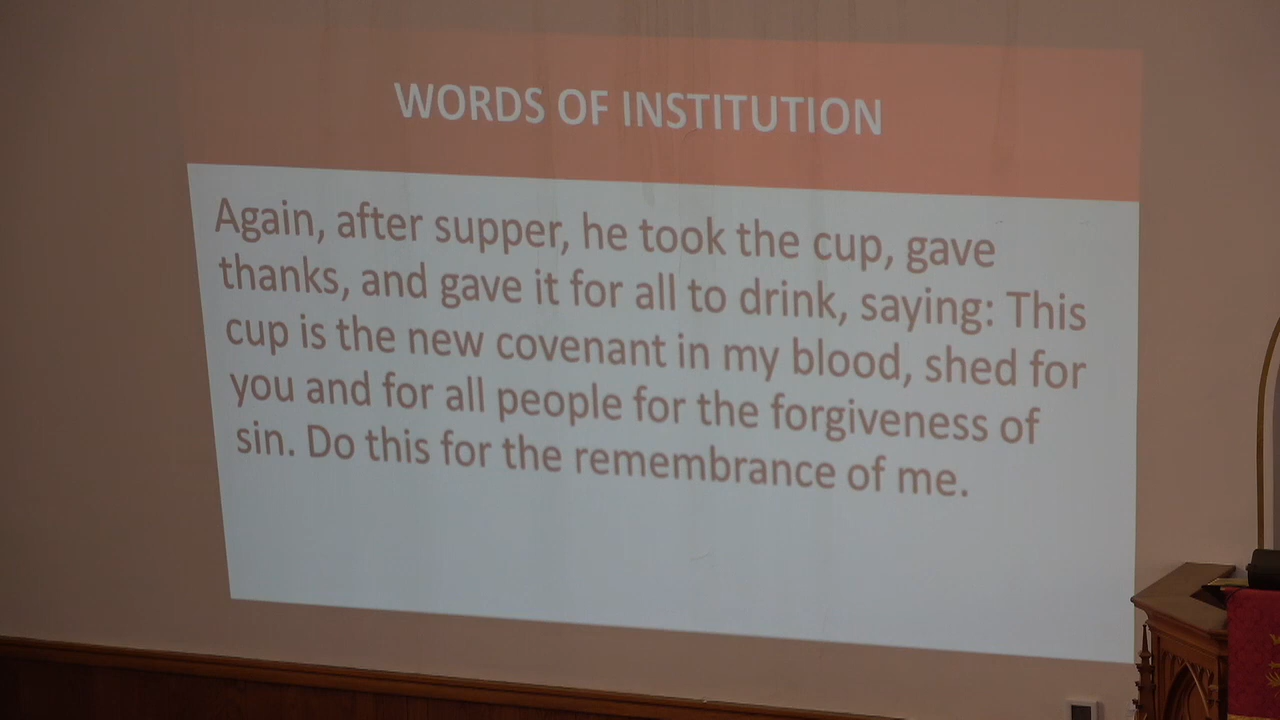 WORDS OF INSTITUTION
Again, after supper, he took the cup, gave
thanks, and gave it for all to drink, saying: This
cup is the new covenant in my blood, shed for
you and for all people for the forgiveness of
sin. Do this for the remembrance of me.